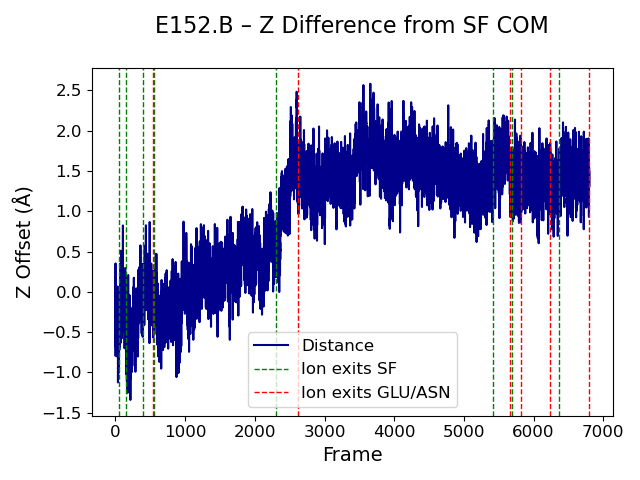 E152.B – Z Difference from SF COM
Z Offset (Å)
2.5
2.0
1.5
1.0
0.5
0.0
−0.5
−1.0
−1.5
Distance
Ion exits SF
Ion exits GLU/ASN
0 1000 2000 3000 4000 5000 6000 7000
Frame